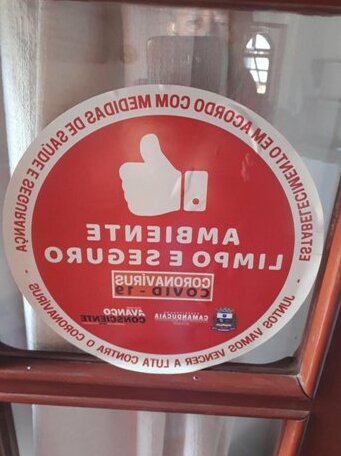 ESTABELECIMENTO EM ACORDO COM MEDIDAS DE SAÚDE E SEGURANÇA
AMBIENTE
LIMPO E SEGURO
CORONAVÍRUS
COVID - 19
AVANÇO
CONSCIENTE
CAMANDUCAIA
• JUNTOS VAMOS VENCER A LUTA CONTRA O CORONAVÍRUS •